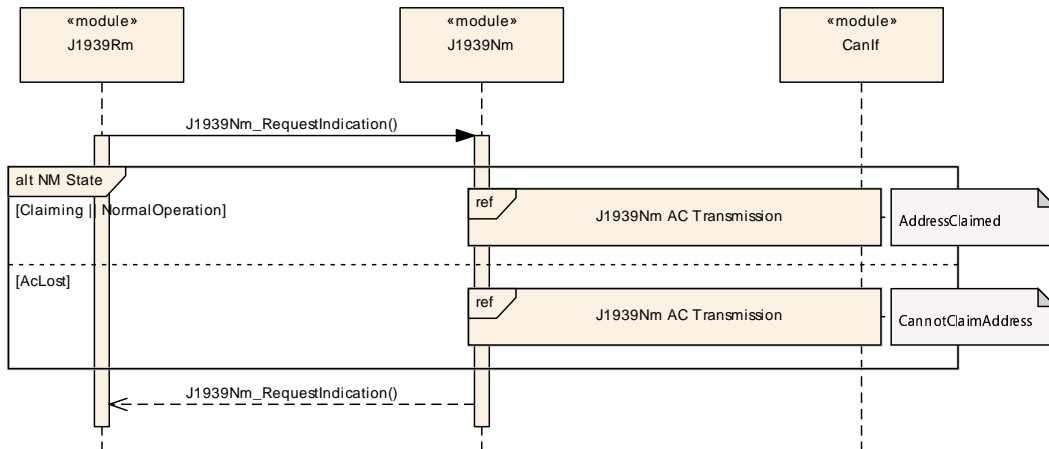 «module»
J1939Rm
«module»
J1939Nm
«module»
CanIf
J1939Nm_RequestIndication()
alt NM State
[Claiming || NormalOperation]
ref
J1939Nm AC Transmission
AddressClaimed
[AcLost]
ref
J1939Nm AC Transmission
CannotClaimAddress
J1939Nm_RequestIndication()